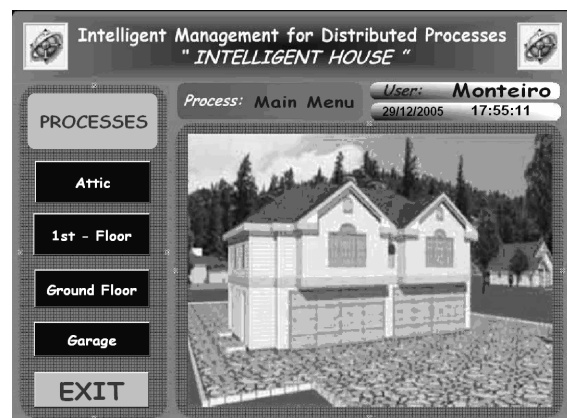 Intelligent Management for Distributed Processes
" INTELLIGENT HOUSE "
Process: Main Menu
User: Monteiro
29/12/2005 17:55:11
PROCESSES
Attic
1st - Floor
Ground Floor
Garage
EXIT